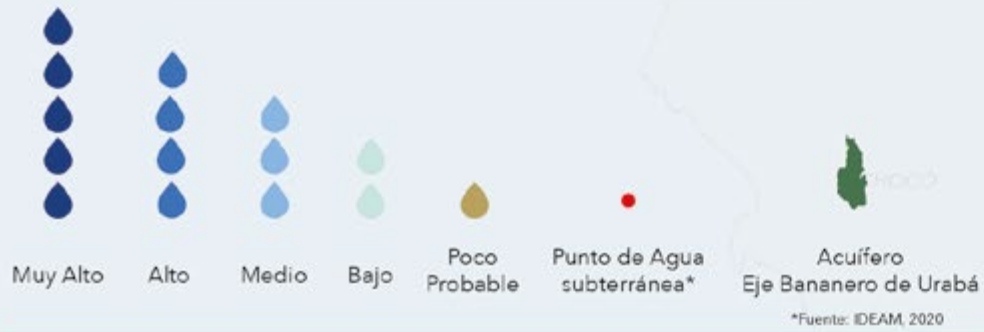 CHOCÓ
Muy Alto
Alto
Medio
Bajo
Poco
Probable
Punto de Agua
subterránea*
Acuífero
Eje Bananero de Urabá
*Fuente: IDEAM, 2020